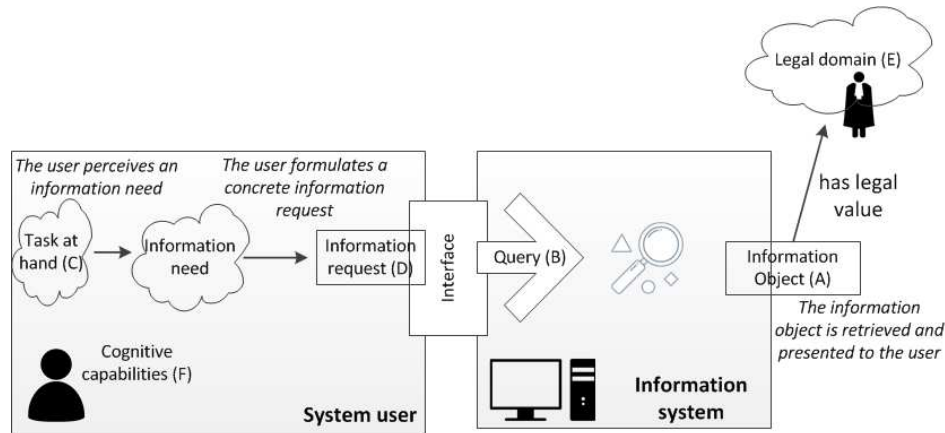 Legal domain (E)
The user perceives an
information need
The user formulates a
concrete information
request
Task at
hand (C)
Information
need
Information
request (D)
Interface
Query (B)
has legal
value
Information
Object (A)
The information
object is retrieved and
presented to the user
Cognitive
capabilities (F)
System user
Information
system